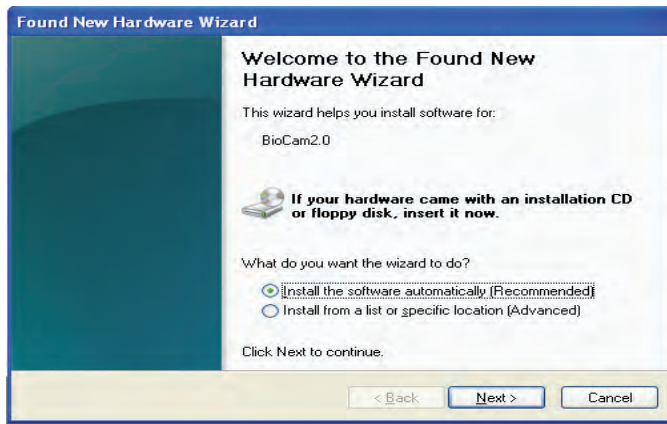 Found New Hardware Wizard
Welcome to the Found New
Hardware Wizard
This wizard helps you install software for:
BioCam2.0
If your hardware came with an installation CD
or floppy disk, insert it now.
What do you want the wizard to do?
Install the software automatically (Recommended)
Install from a list or specific location (Advanced)
Click Next to continue.
< Back Next > Cancel